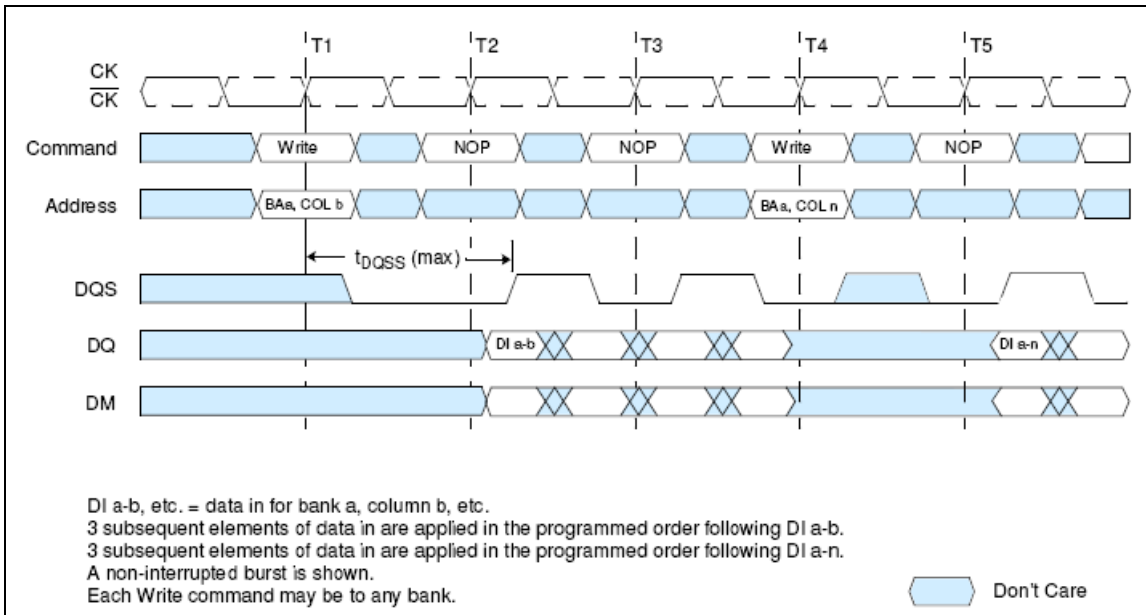 T1 T2 T3 T4 T5
CK
CK
Command Write NOP NOP Write NOP
Address BAa, COL b BAa, COL n
tDQSS (max)
DQS
DQ DI a-b DI a-n
DM
DI a-b, etc. = data in for bank a, column b, etc.
3 subsequent elements of data in are applied in the programmed order following DI a-b.
3 subsequent elements of data in are applied in the programmed order following DI a-n.
A non-interrupted burst is shown.
Each Write command may be to any bank.
Don't Care